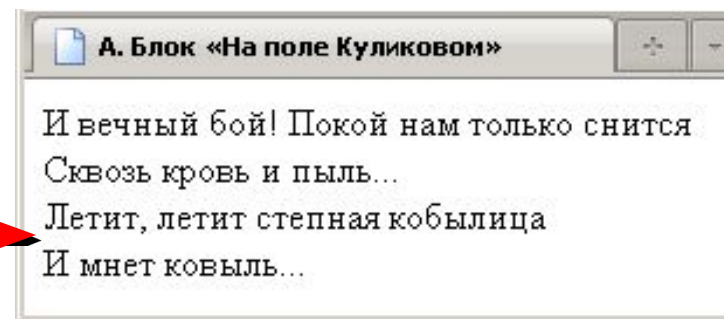 А. Блок «На поле Куликовом»
И вечный бой! Покой нам только снится
Сквозь кровь и пыль...
Летит, летит степная кобылица
И мнет ковыль...